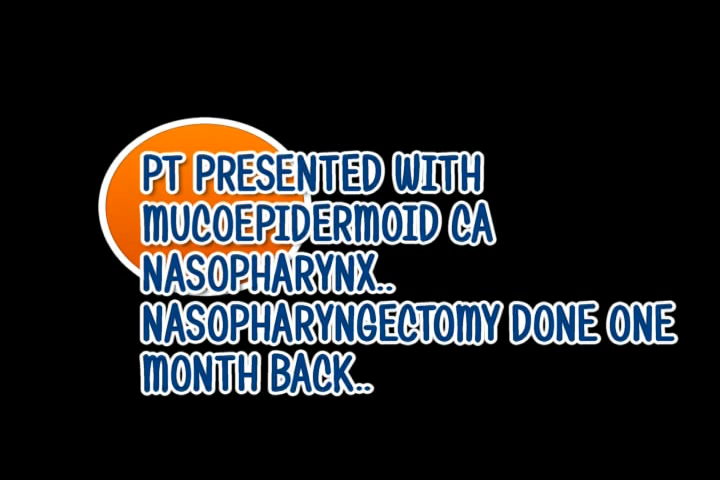 PT PRESENTED WITH
MUCOEPIDERMOID CA
NASOPHARYNX..
NASOPHARYNGECTOMY DONE ONE
MONTH BACK..